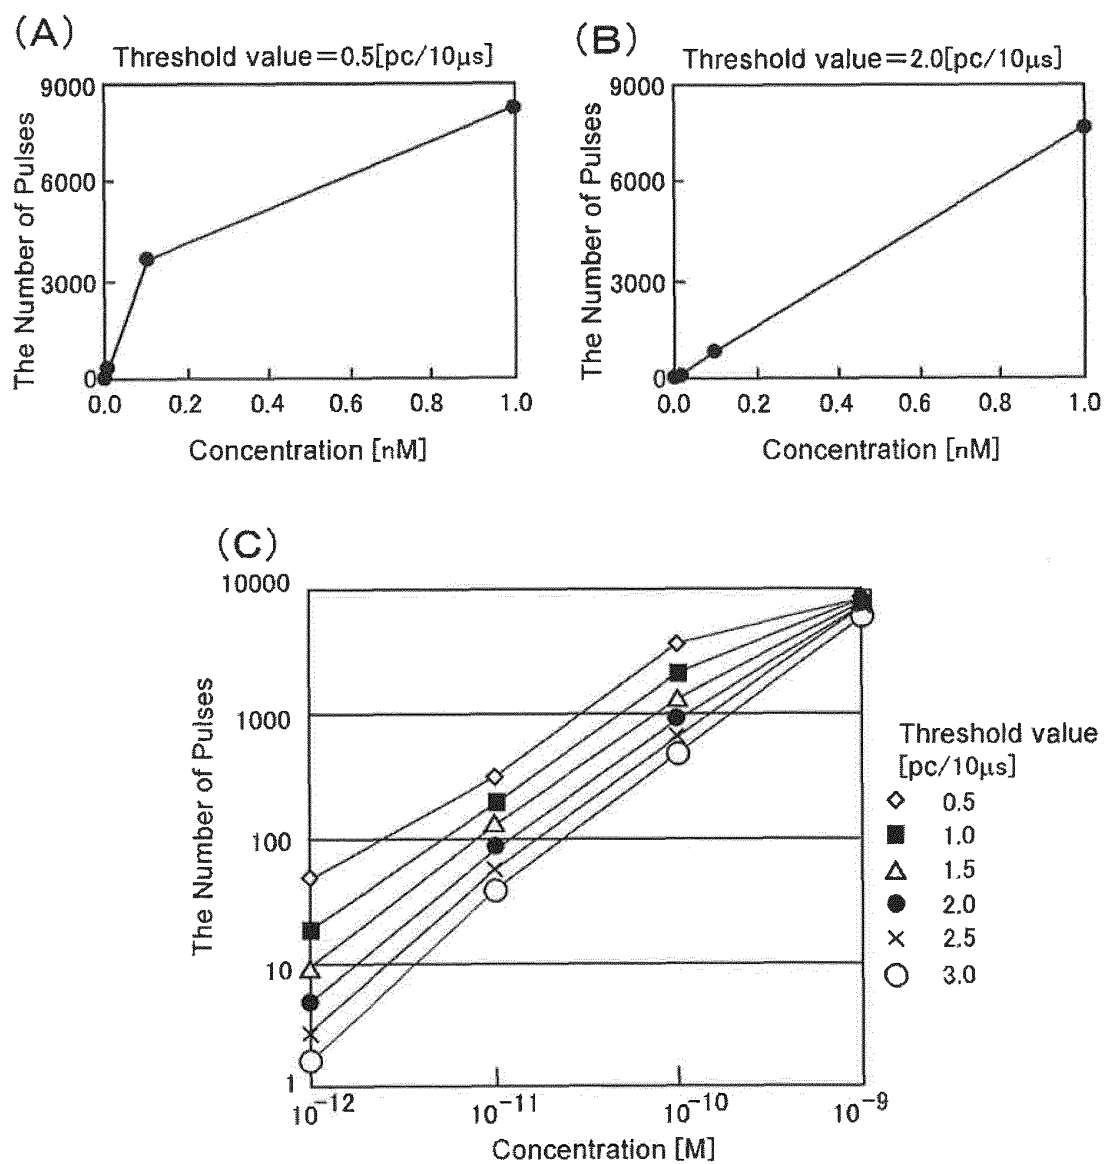 (A)
Threshold value=0.5[pc/10μs]
The Number of Pulses
9000
6000
3000
0
0.0 0.2 0.4 0.6 0.8 1.0
Concentration [nM]
(B)
Threshold value=2.0[pc/10μs]
The Number of Pulses
9000
6000
3000
0
0.0 0.2 0.4 0.6 0.8 1.0
Concentration [nM]
(C)
The Number of Pulses
10000
1000
100
10
1
10⁻¹² 10⁻¹¹ 10⁻¹⁰ 10⁻⁹
Concentration [M]
Threshold value
[pc/10μs]
0.5
1.0
1.5
2.0
2.5
3.0